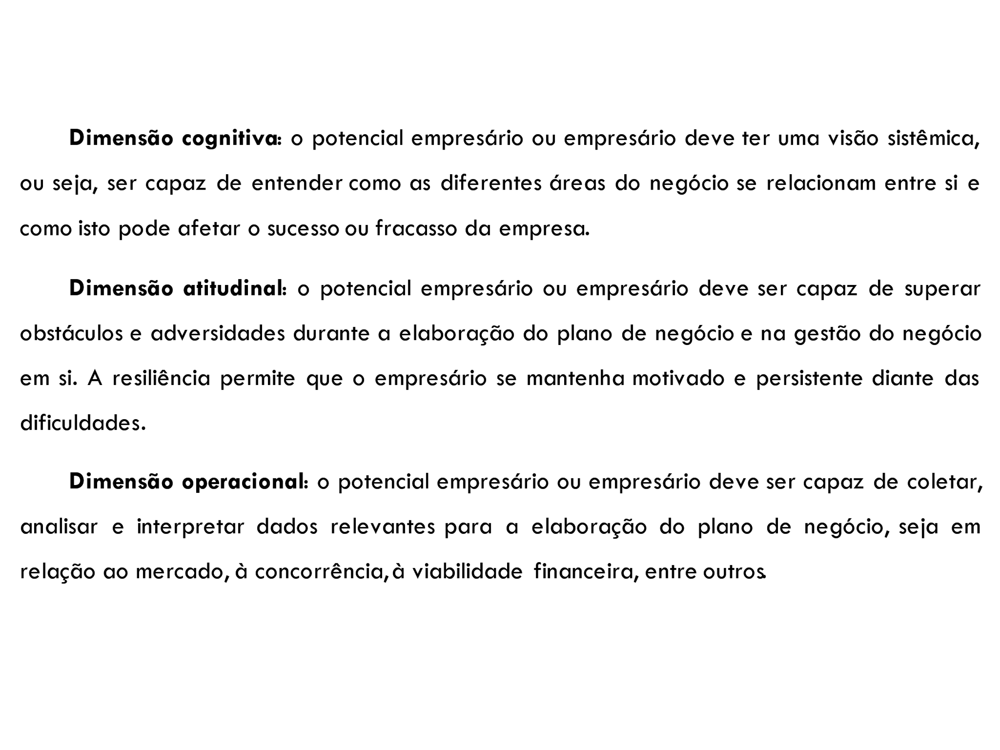 Dimensão cognitiva: o potencial empresário ou empresário deve ter uma visão sistêmica,
ou seja, ser capaz de entender como as diferentes áreas do negócio se relacionam entre si e
como isto pode afetar o sucesso ou fracasso da empresa.
Dimensão atitudinal: o potencial empresário ou empresário deve ser capaz de superar
obstáculos e adversidades durante a elaboração do plano de negócio e na gestão do negócio
em si. A resiliência permite que o empresário se mantenha motivado e persistente diante das
dificuldades.
Dimensão operacional: o potencial empresário ou empresário deve ser capaz de coletar,
analisar e interpretar dados relevantes para a elaboração do plano de negócio, seja em
relação ao mercado, à concorrência, à viabilidade financeira, entre outros.